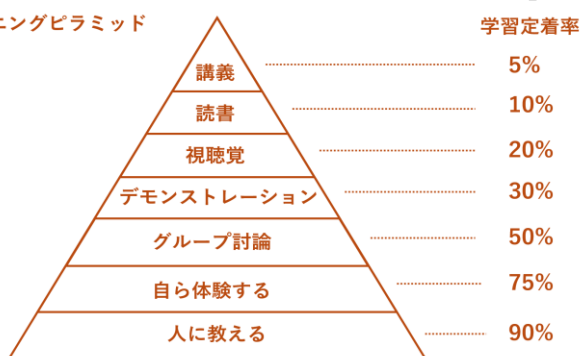 ニングピラミッド
学習定着率
講義 5%
読書 10%
視聴覚 20%
デモンストレーション 30%
グループ討論 50%
自ら体験する 75%
人に教える 90%